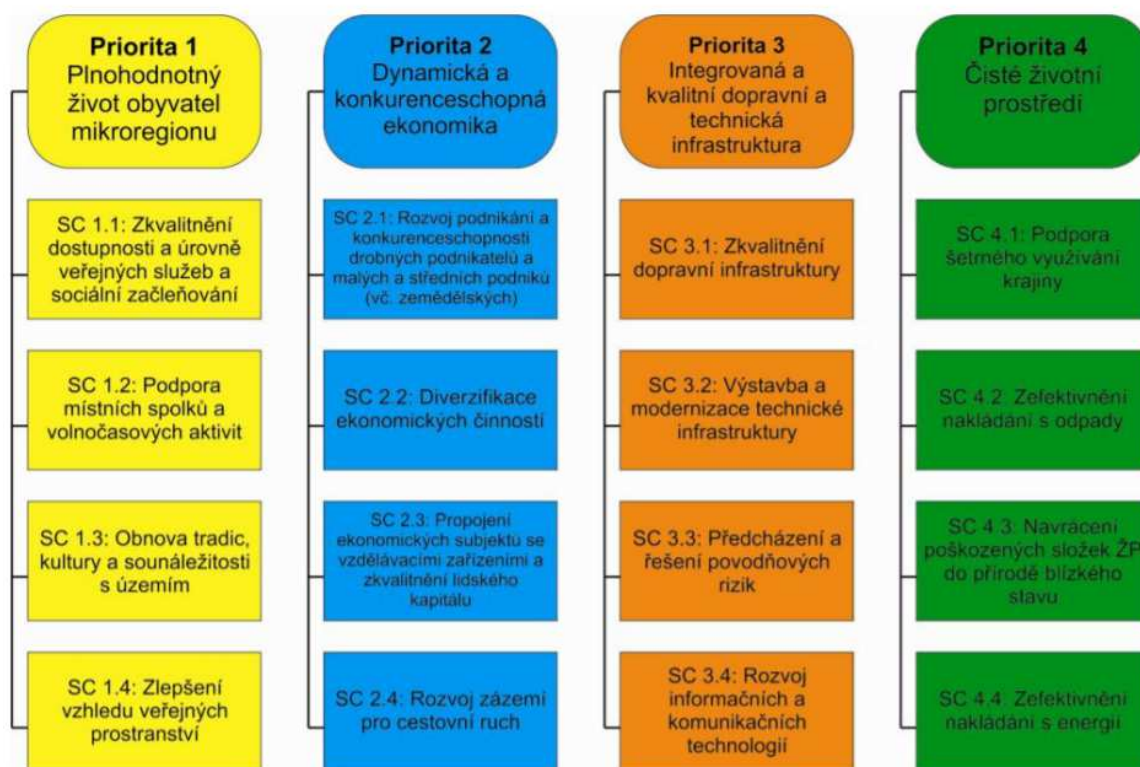 Priorita 1
Plnohodnotný
život obyvatel
mikroregionu
SC 1.1: Zkvalitnění
dostupnosti a úrovně
veřejných služeb a
sociální začleňování
SC 1.2: Podpora
místních spolků a
volnočasových aktivit
SC 1.3: Obnova tradic,
kultury a sounáležitosti
s územím
SC 1.4: Zlepšení
vzhledu veřejných
prostranství
Priorita 2
Dynamická a
konkurenceschopná
ekonomika
SC 2.1: Rozvoj podnikání a
konkurenceschopnosti
drobných podnikatelů a
malých a středních podniků
(vč. zemědělských)
SC 2.2: Diverzifikace
ekonomických činností
SC 2.3: Propojení
ekonomických subjektů se
vzdělávacími zařízeními a
zkvalitnění lidského
kapitálu
SC 2.4: Rozvoj zázemí
pro cestovní ruch
Priorita 3
Integrovaná a
kvalitní dopravní a
technická
infrastruktura
SC 3.1: Zkvalitnění
dopravní infrastruktury
SC 3.2: Výstavba a
modernizace technické
infrastruktury
SC 3.3: Předcházení a
řešení povodňových
rizik
SC 3.4: Rozvoj
informačních a
komunikačních
technologií
Priorita 4
Čisté životní
prostředí
SC 4.1: Podpora
šetrného využívání
krajiny
SC 4.2: Zefektivnění
nakládání s odpady
SC 4.3: Navrácení
poškozených složek ŽP
do přírodě blízkého
stavu
SC 4.4: Zefektivnění
nakládání s energií